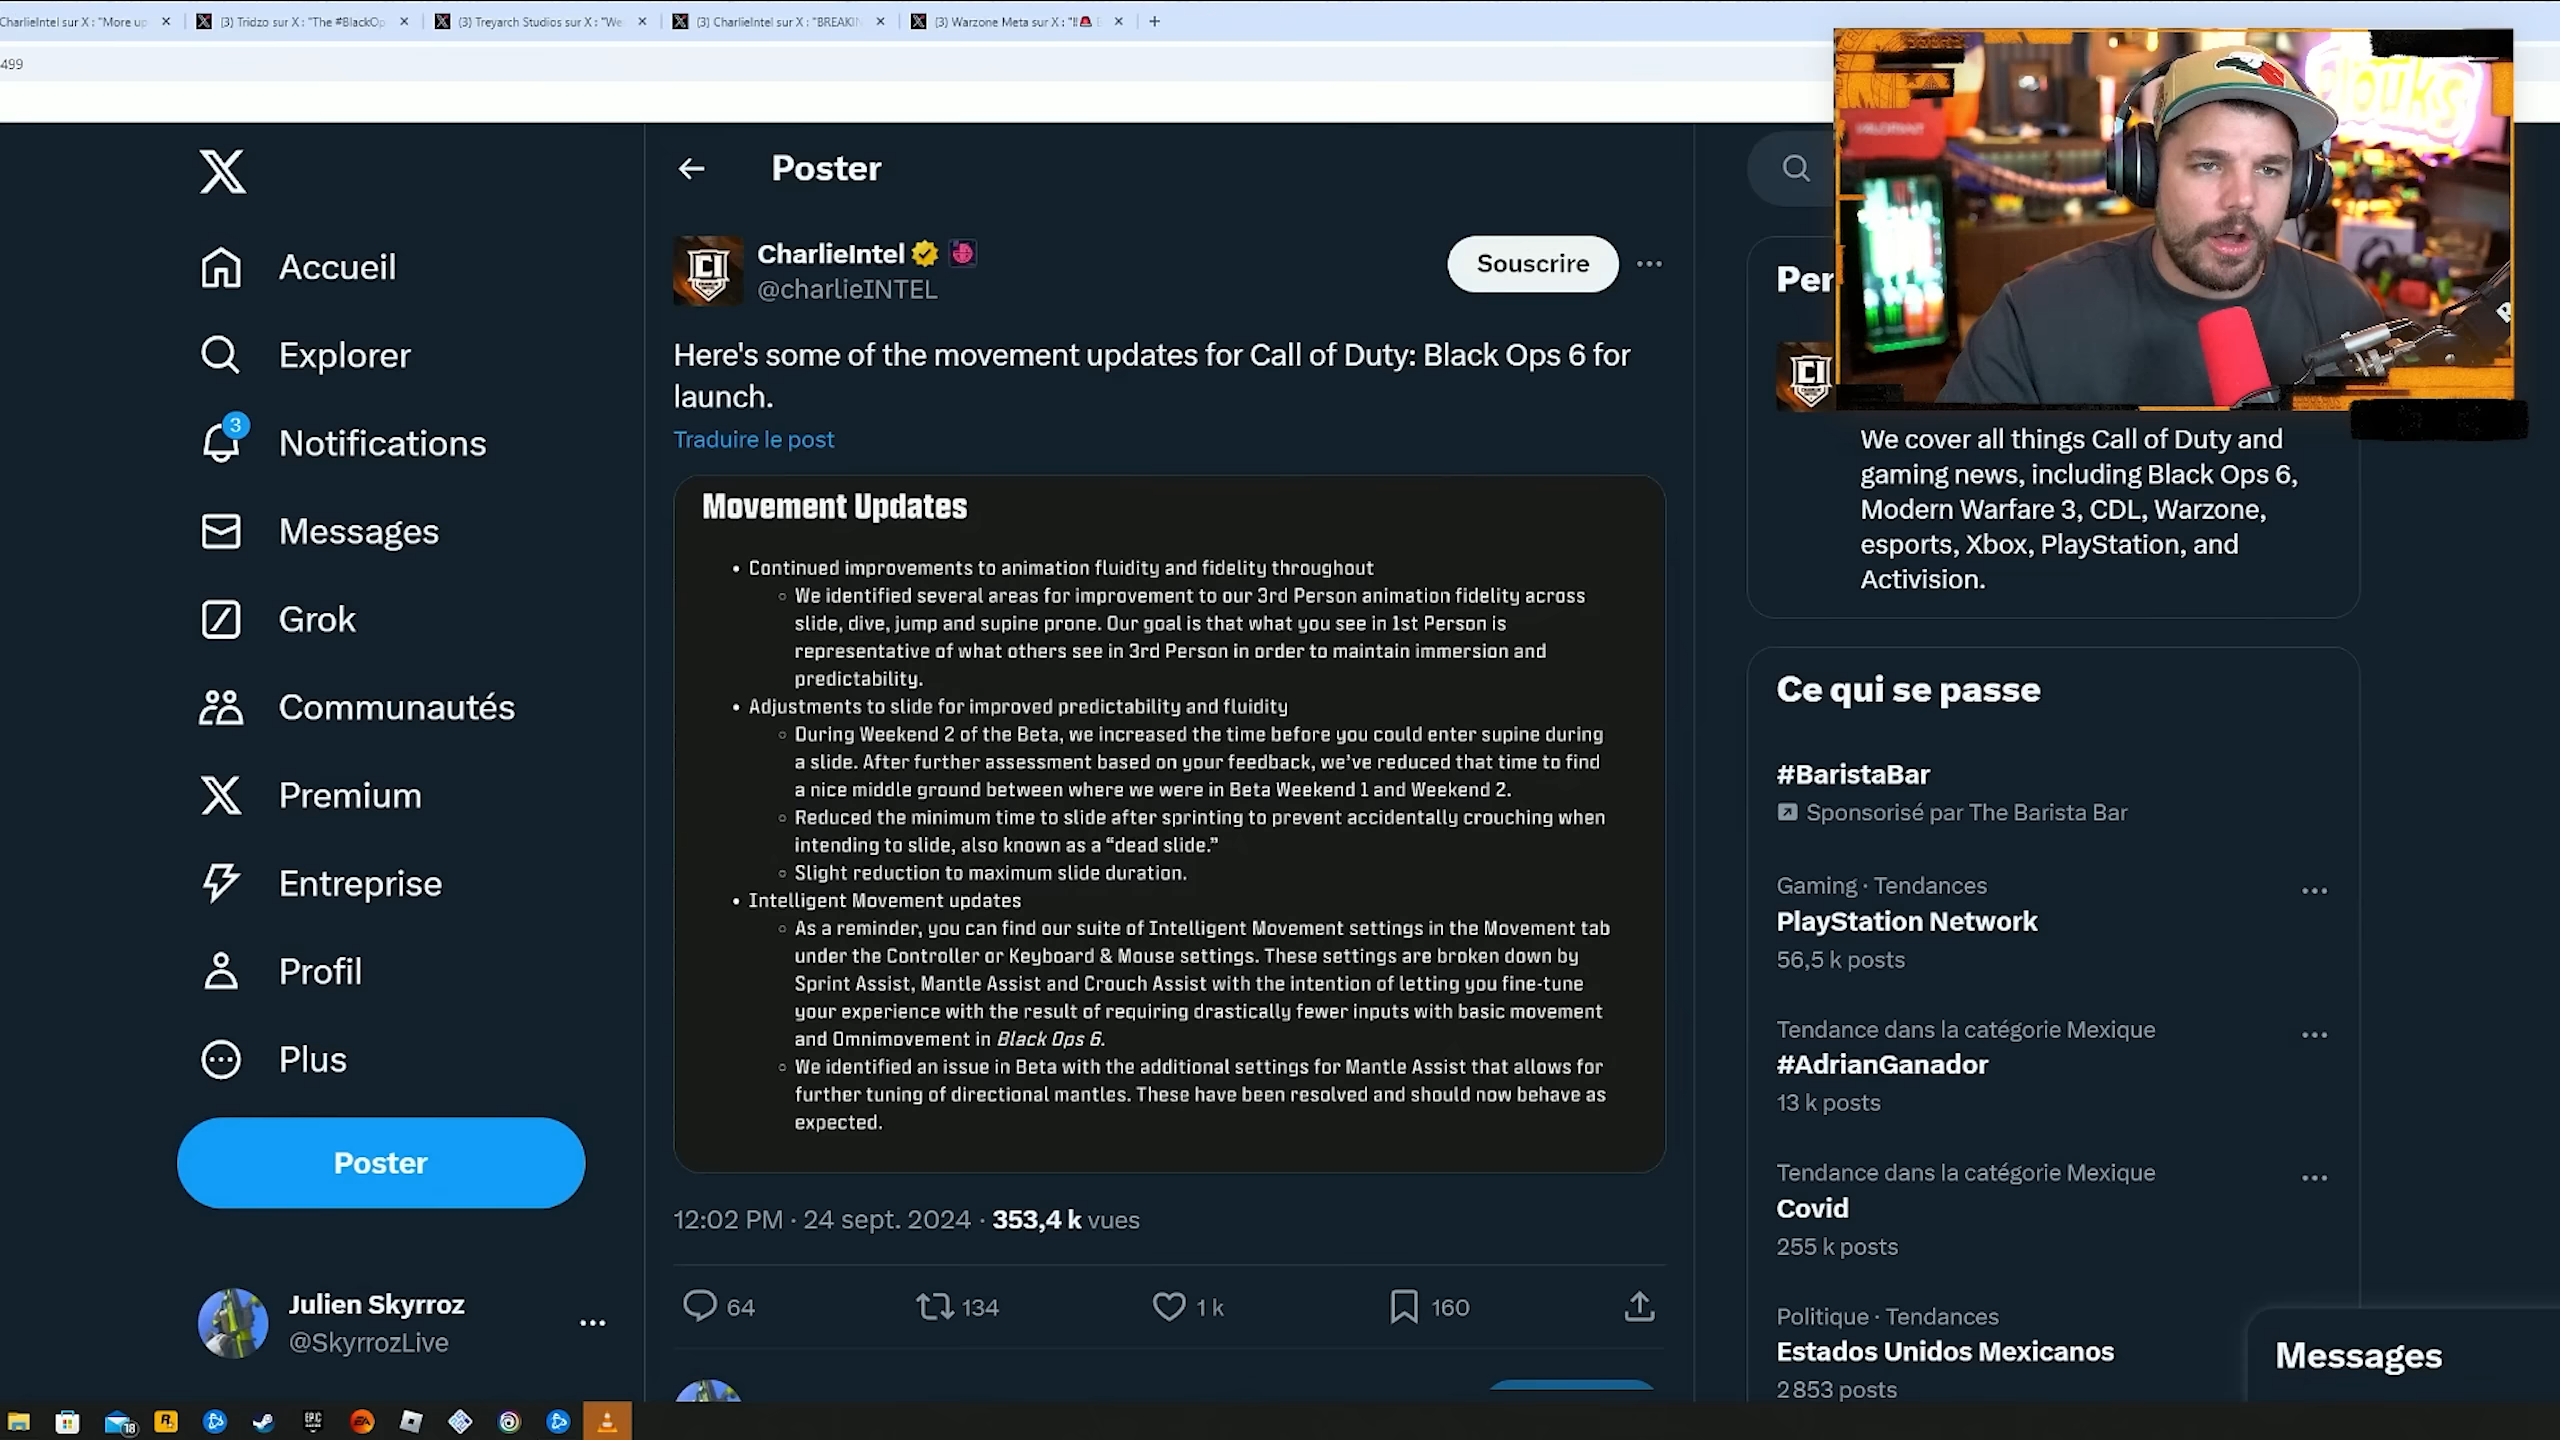 CharlieIntel sur X : "More up
(3) Tridzo sur X : "The #BlackOp
(3) Treyarch Studios sur X : "We
(3) CharlieIntel sur X : "BREAKIN
(3) Warzone Meta sur X : "‼️🚨
499
Poster
Accueil
Explorer
3
Notifications
Messages
Grok
Communautés
Premium
Entreprise
Profil
Plus
Poster
Julien Skyrroz
@SkyrrozLive
CharlieIntel
@charlieINTEL
Souscrire
Here's some of the movement updates for Call of Duty: Black Ops 6 for
launch.
Traduire le post
Movement Updates
• Continued improvements to animation fluidity and fidelity throughout
◦ We identified several areas for improvement to our 3rd Person animation fidelity across
slide, dive, jump and supine prone. Our goal is that what you see in 1st Person is
representative of what others see in 3rd Person in order to maintain immersion and
predictability.
• Adjustments to slide for improved predictability and fluidity
◦ During Weekend 2 of the Beta, we increased the time before you could enter supine during
a slide. After further assessment based on your feedback, we've reduced that time to find
a nice middle ground between where we were in Beta Weekend 1 and Weekend 2.
◦ Reduced the minimum time to slide after sprinting to prevent accidentally crouching when
intending to slide, also known as a "dead slide."
◦ Slight reduction to maximum slide duration.
• Intelligent Movement updates
◦ As a reminder, you can find our suite of Intelligent Movement settings in the Movement tab
under the Controller or Keyboard & Mouse settings. These settings are broken down by
Sprint Assist, Mantle Assist and Crouch Assist with the intention of letting you fine-tune
your experience with the result of requiring drastically fewer inputs with basic movement
and Omnimovement in Black Ops 6.
◦ We identified an issue in Beta with the additional settings for Mantle Assist that allows for
further tuning of directional mantles. These have been resolved and should now behave as
expected.
12:02 PM · 24 sept. 2024 · 353,4 k vues
64
134
1 k
160
Per
CI
We cover all things Call of Duty and
gaming news, including Black Ops 6,
Modern Warfare 3, CDL, Warzone,
esports, Xbox, PlayStation, and
Activision.
Ce qui se passe
#BaristaBar
Sponsorisé par The Barista Bar
Gaming · Tendances
PlayStation Network
56,5 k posts
Tendance dans la catégorie Mexique
#AdrianGanador
13 k posts
Tendance dans la catégorie Mexique
Covid
255 k posts
Politique · Tendances
Estados Unidos Mexicanos
2 853 posts
Messages
18